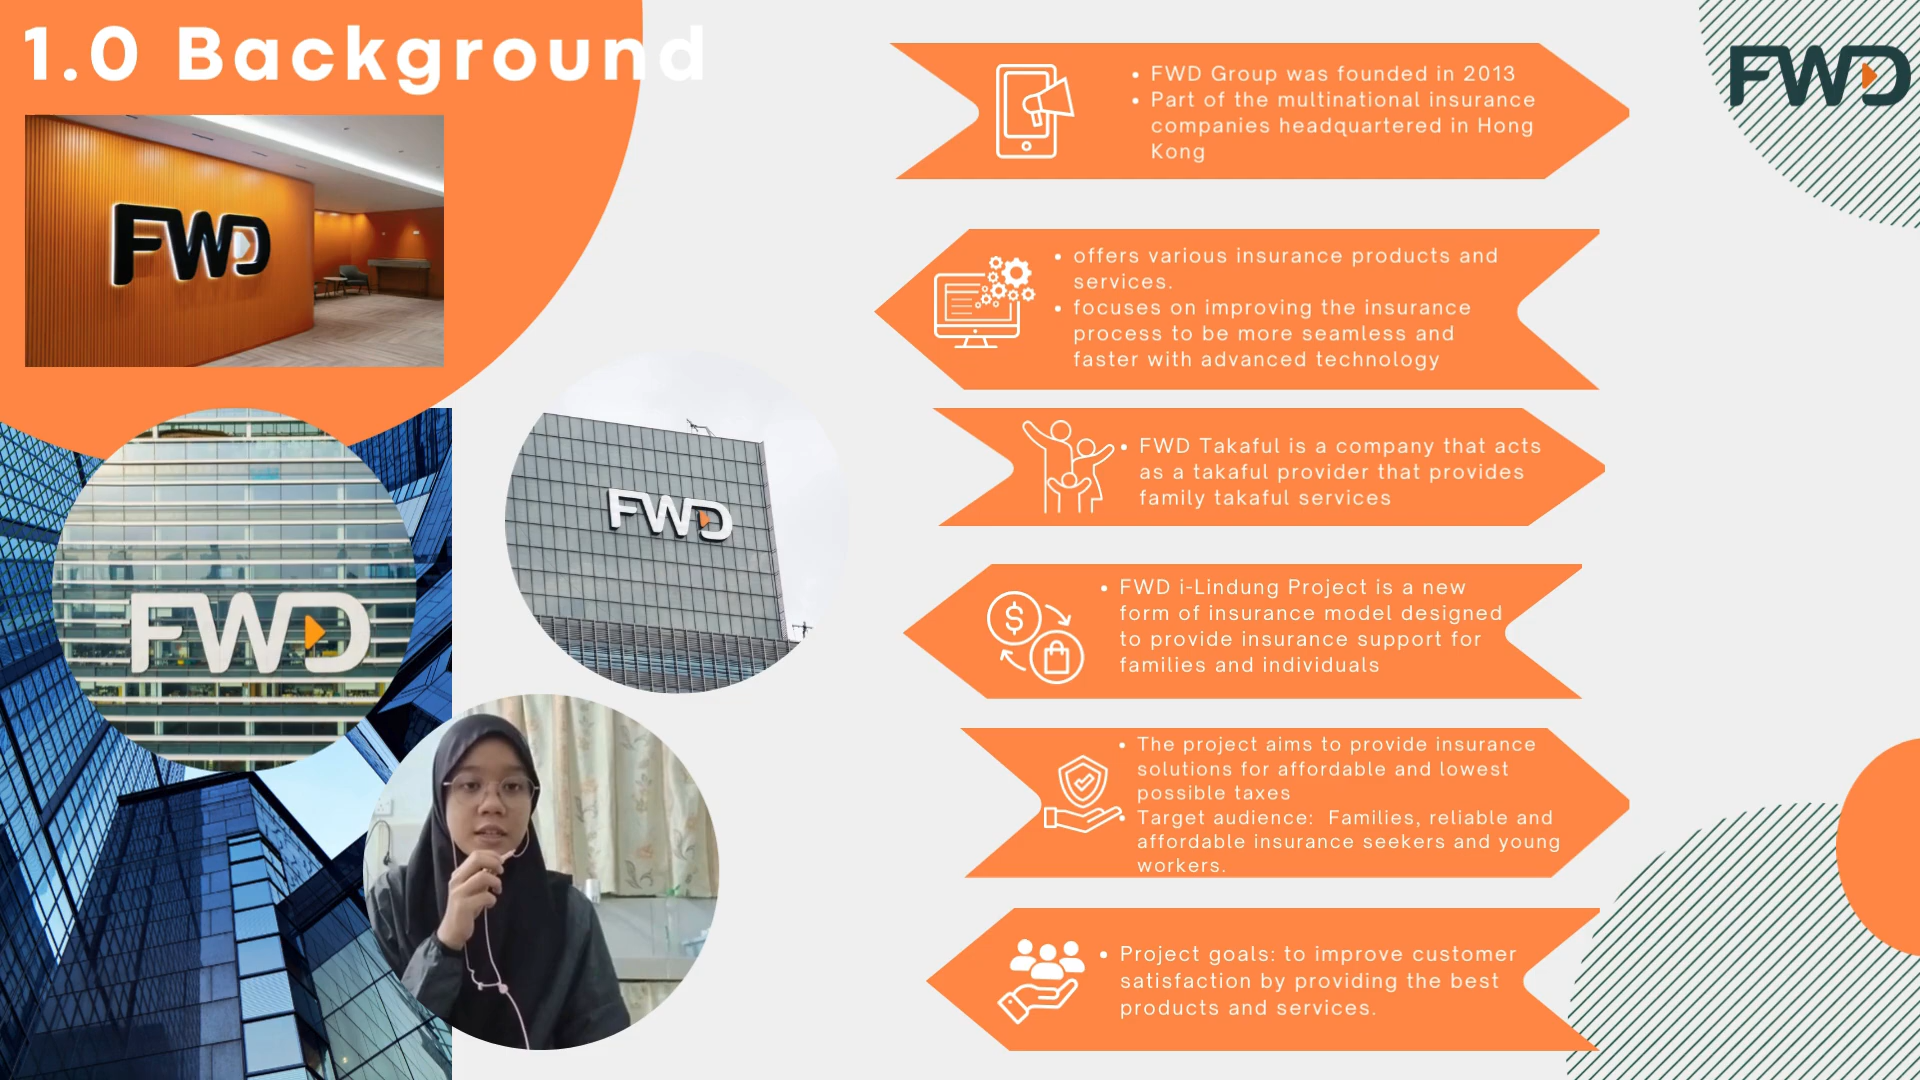 1.0 Background
FWD
FWD
FWD
FWD
• FWD Group was founded in 2013
• Part of the multinational insurance
companies headquartered in Hong
Kong
• offers various insurance products and
services.
• focuses on improving the insurance
process to be more seamless and
faster with advanced technology
• FWD Takaful is a company that acts
as a takaful provider that provides
family takaful services
$
• FWD i-Lindung Project is a new
form of insurance model designed
to provide insurance support for
families and individuals
• The project aims to provide insurance
solutions for affordable and lowest
possible taxes
• Target audience: Families, reliable and
affordable insurance seekers and young
workers.
• Project goals: to improve customer
satisfaction by providing the best
products and services.